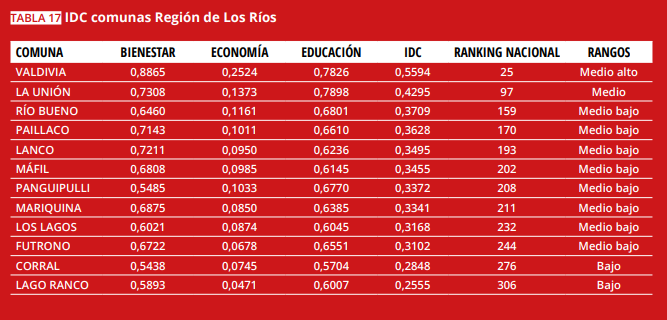 TABLA 17 IDC comunas Región de Los Ríos
COMUNA BIENESTAR ECONOMÍA EDUCACIÓN IDC RANKING NACIONAL RANGOS
VALDIVIA 0,8865 0,2524 0,7826 0,5594 25 Medio alto
LA UNIÓN 0,7308 0,1373 0,7898 0,4295 97 Medio
RÍO BUENO 0,6460 0,1161 0,6801 0,3709 159 Medio bajo
PAILLACO 0,7143 0,1011 0,6610 0,3628 170 Medio bajo
LANCO 0,7211 0,0950 0,6236 0,3495 193 Medio bajo
MÁFIL 0,6808 0,0985 0,6145 0,3455 202 Medio bajo
PANGUIPULLI 0,5485 0,1033 0,6770 0,3372 208 Medio bajo
MARIQUINA 0,6875 0,0850 0,6385 0,3341 211 Medio bajo
LOS LAGOS 0,6021 0,0874 0,6045 0,3168 232 Medio bajo
FUTRONO 0,6722 0,0678 0,6551 0,3102 244 Medio bajo
CORRAL 0,5438 0,0745 0,5704 0,2848 276 Bajo
LAGO RANCO 0,5893 0,0471 0,6007 0,2555 306 Bajo